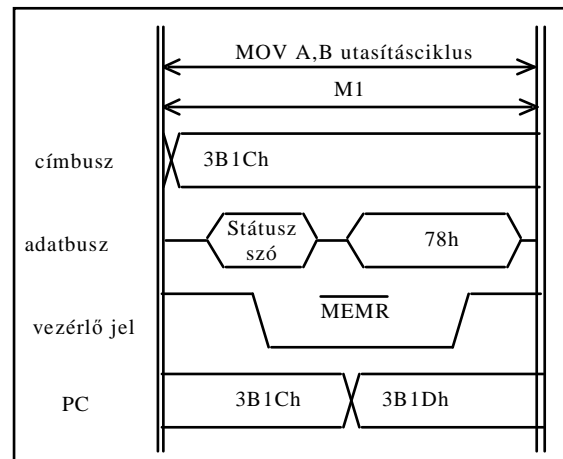 MOV A,B utasításciklus
M1
címbusz
3B1Ch
adatbusz
Státusz
szó
78h
vezérlő jel
MEMR
PC
3B1Ch
3B1Dh